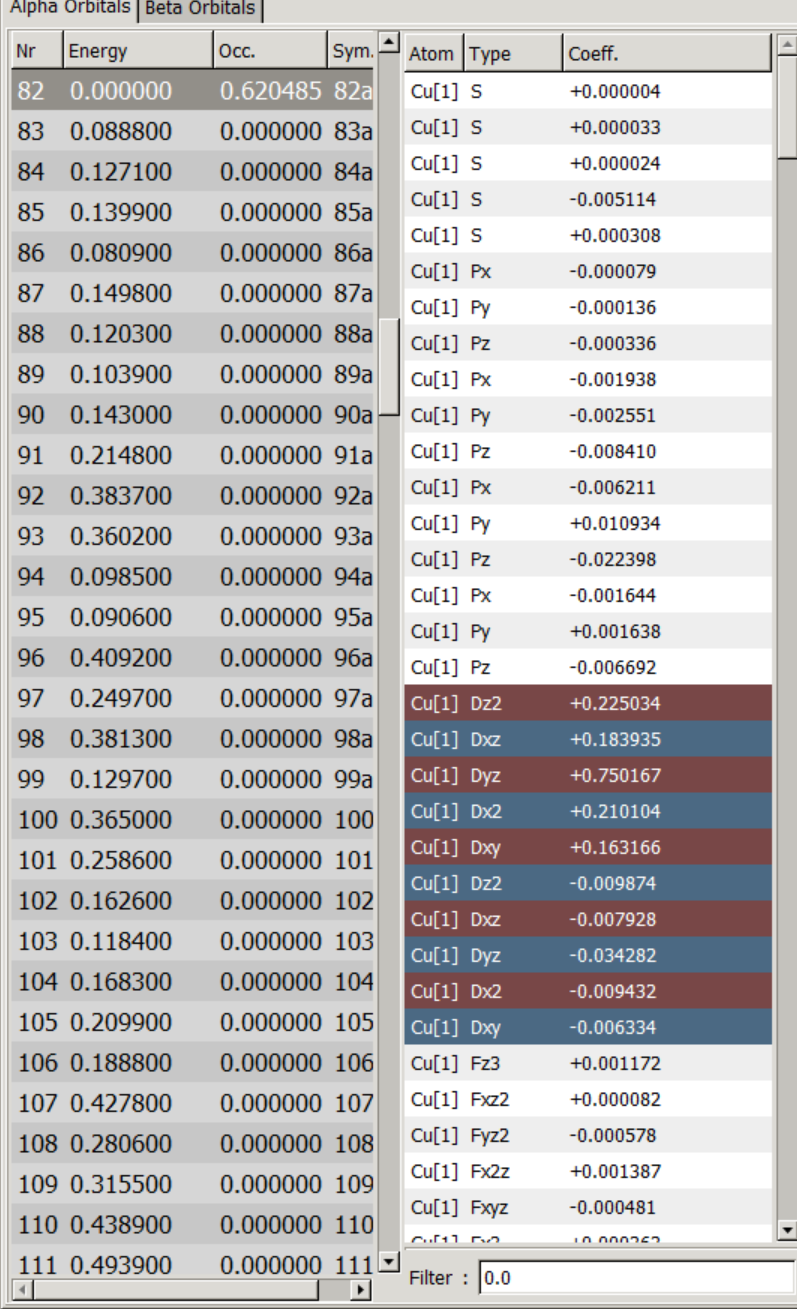 Alpha Orbitals Beta Orbitals
Nr Energy Occ. Sym.
82 0.000000 0.620485 82a
83 0.088800 0.000000 83a
84 0.127100 0.000000 84a
85 0.139900 0.000000 85a
86 0.080900 0.000000 86a
87 0.149800 0.000000 87a
88 0.120300 0.000000 88a
89 0.103900 0.000000 89a
90 0.143000 0.000000 90a
91 0.214800 0.000000 91a
92 0.383700 0.000000 92a
93 0.360200 0.000000 93a
94 0.098500 0.000000 94a
95 0.090600 0.000000 95a
96 0.409200 0.000000 96a
97 0.249700 0.000000 97a
98 0.381300 0.000000 98a
99 0.129700 0.000000 99a
100 0.365000 0.000000 100
101 0.258600 0.000000 101
102 0.162600 0.000000 102
103 0.118400 0.000000 103
104 0.168300 0.000000 104
105 0.209900 0.000000 105
106 0.188800 0.000000 106
107 0.427800 0.000000 107
108 0.280600 0.000000 108
109 0.315500 0.000000 109
110 0.438900 0.000000 110
111 0.493900 0.000000 111
Atom Type Coeff.
Cu[1] S +0.000004
Cu[1] S +0.000033
Cu[1] S +0.000024
Cu[1] S -0.005114
Cu[1] S +0.000308
Cu[1] Px -0.000079
Cu[1] Py -0.000136
Cu[1] Pz -0.000336
Cu[1] Px -0.001938
Cu[1] Py -0.002551
Cu[1] Pz -0.008410
Cu[1] Px -0.006211
Cu[1] Py +0.010934
Cu[1] Pz -0.022398
Cu[1] Px -0.001644
Cu[1] Py +0.001638
Cu[1] Pz -0.006692
Cu[1] Dz2 +0.225034
Cu[1] Dxz +0.183935
Cu[1] Dyz +0.750167
Cu[1] Dx2 +0.210104
Cu[1] Dxy +0.163166
Cu[1] Dz2 -0.009874
Cu[1] Dxz -0.007928
Cu[1] Dyz -0.034282
Cu[1] Dx2 -0.009432
Cu[1] Dxy -0.006334
Cu[1] Fz3 +0.001172
Cu[1] Fxz2 +0.000082
Cu[1] Fyz2 -0.000578
Cu[1] Fx2z +0.001387
Cu[1] Fxyz -0.000481
Cu[1]
Filter : 0.0